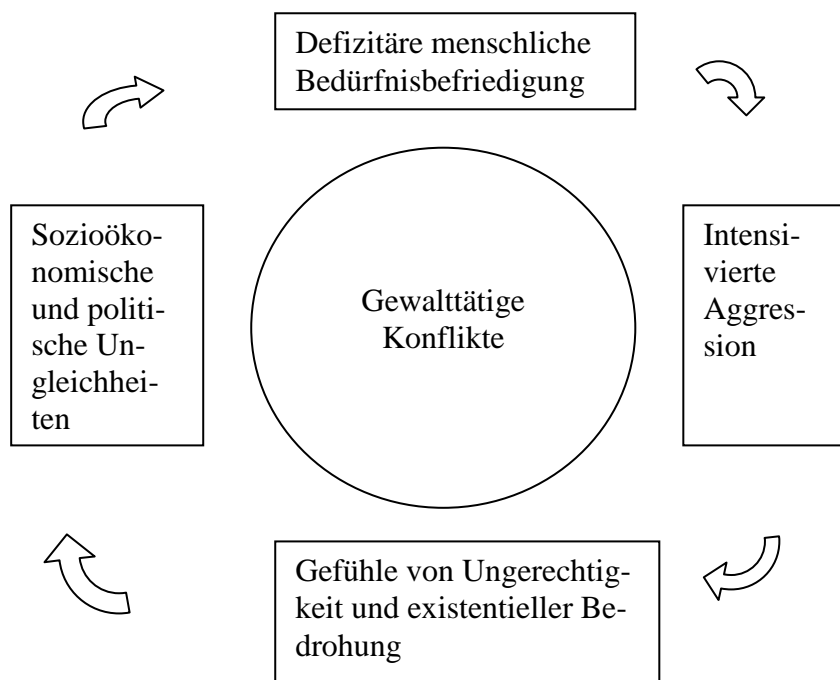 Defizitäre menschliche
Bedürfnisbefriedigung
Sozioöko-
nomische
und politi-
sche Un-
gleichhei-
ten
Gewalttätige
Konflikte
Intensi-
vierte
Aggres-
sion
Gefühle von Ungerechtig-
keit und existentieller Be-
drohung